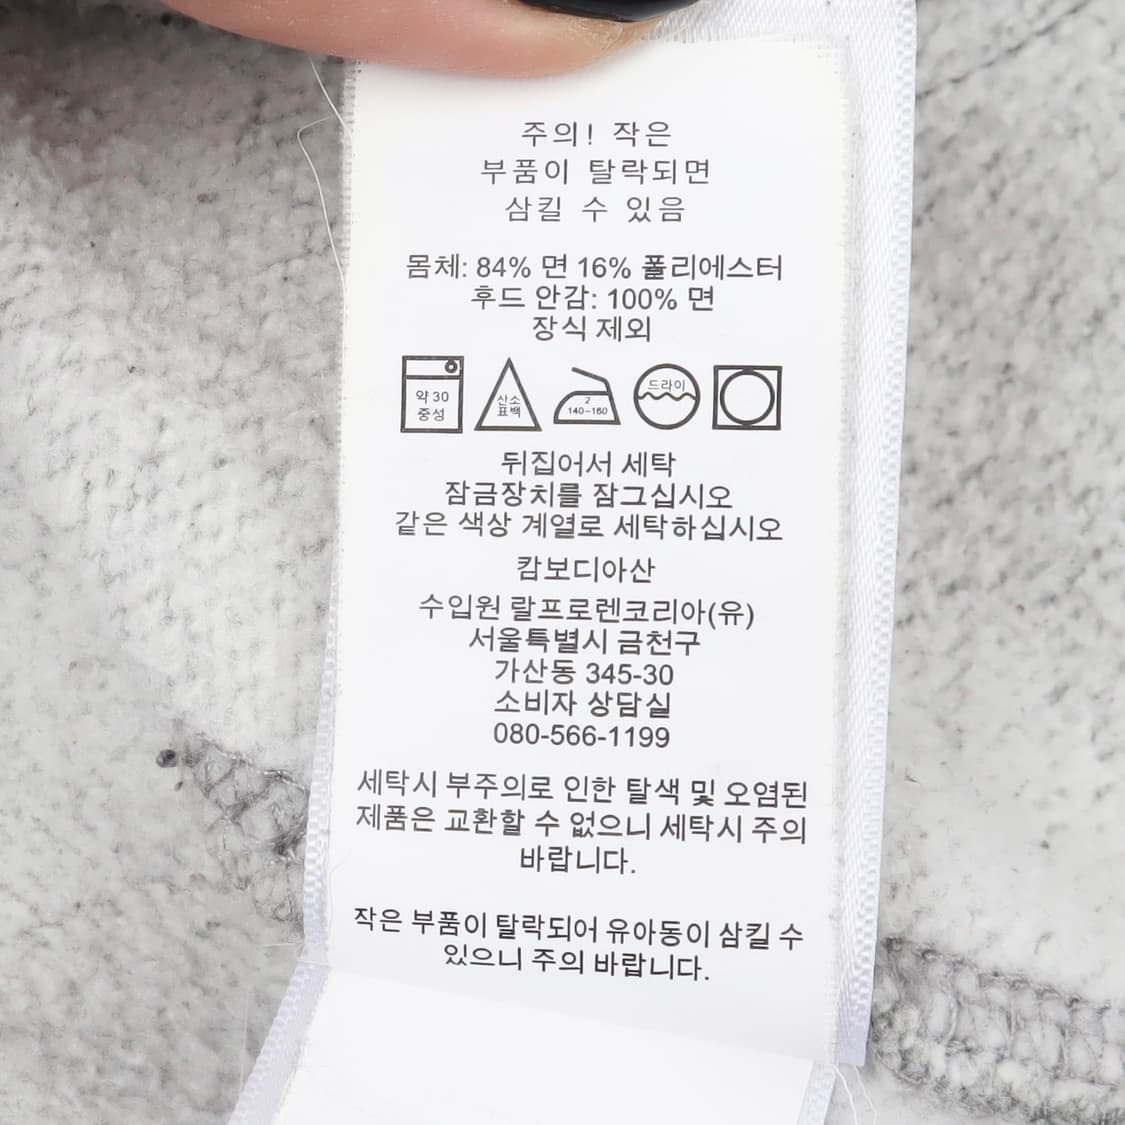 주의! 작은
부품이 탈락되면
삼킬 수 있음
몸체: 84% 면 16% 폴리에스터
후드 안감: 100% 면
장식 제외
약 30
중성
산소
표백
2
140~160
드라이
뒤집어서 세탁
잠금장치를 잠그십시오
같은 색상 계열로 세탁하십시오
캄보디아산
수입원 랄프로렌코리아(유)
서울특별시 금천구
가산동 345-30
소비자 상담실
080-566-1199
세탁시 부주의로 인한 탈색 및 오염된
제품은 교환할 수 없으니 세탁시 주의
바랍니다.
작은 부품이 탈락되어 유아동이 삼킬 수
있으니 주의 바랍니다.